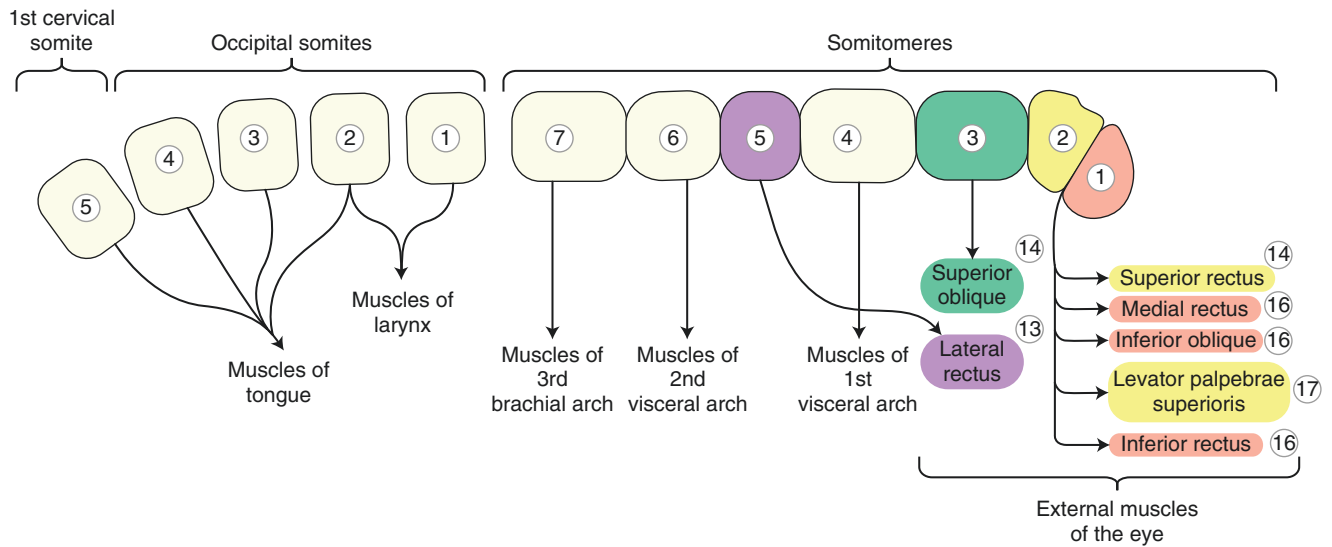 1st cervical
somite
Occipital somites
Somitomeres
5
4
3
2
1
7
6
5
4
3
2
1
Muscles of
tongue
Muscles of
larynx
Muscles of
3rd
brachial arch
Muscles of
2nd
visceral arch
Muscles of
1st
visceral arch
Superior
oblique
14
Lateral
rectus
13
Superior rectus
14
Medial rectus
16
Inferior oblique
16
Levator palpebrae
superioris
17
Inferior rectus
16
External muscles
of the eye